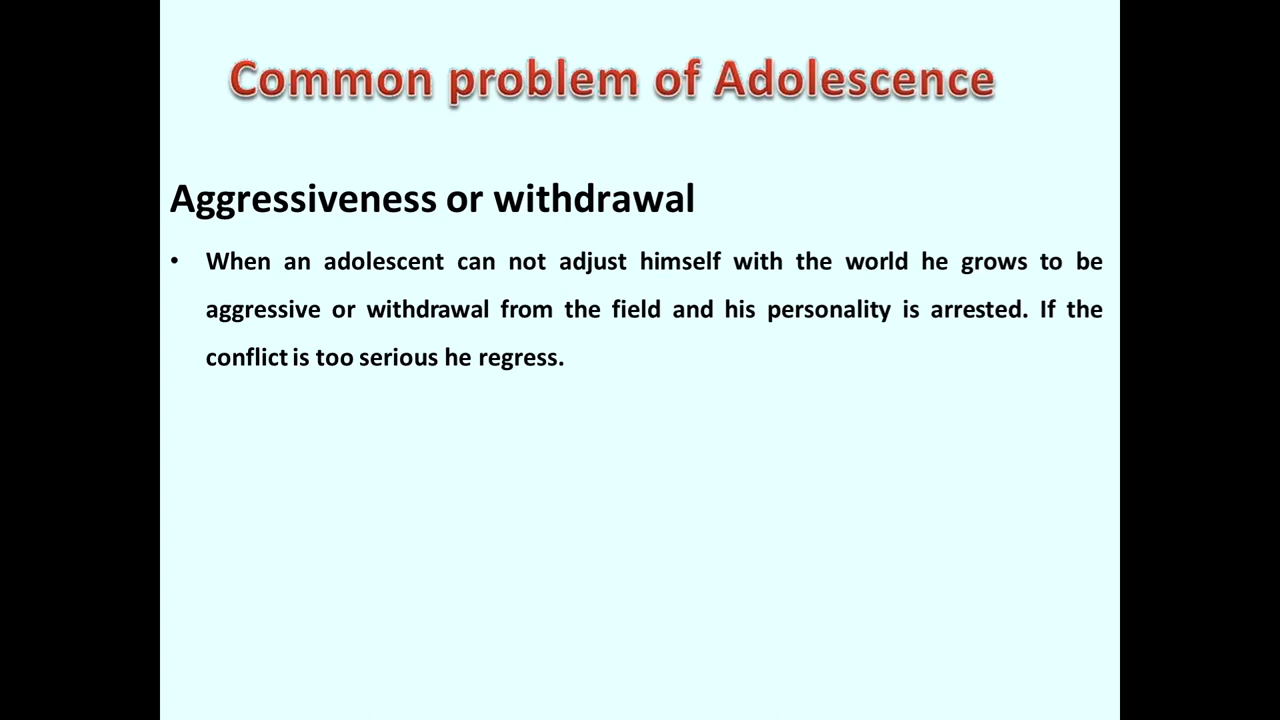 Common problem of Adolescence
Aggressiveness or withdrawal
• When an adolescent can not adjust himself with the world he grows to be
aggressive or withdrawal from the field and his personality is arrested. If the
conflict is too serious he regress.